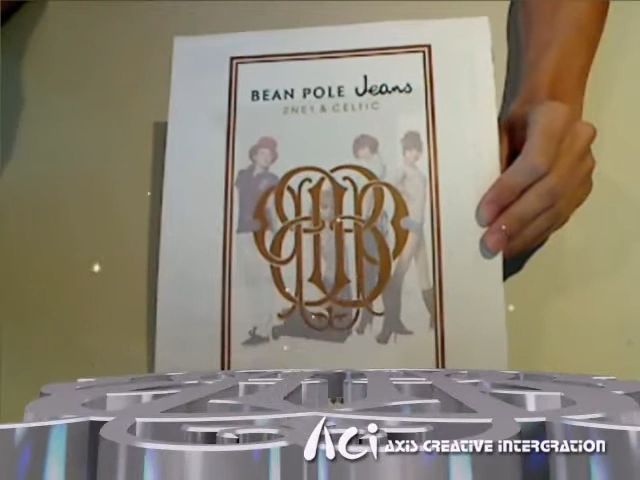 BEAN POLE Jeans
2NE1 & CELTIC
ACi AXIS CREATIVE INTERGRATION